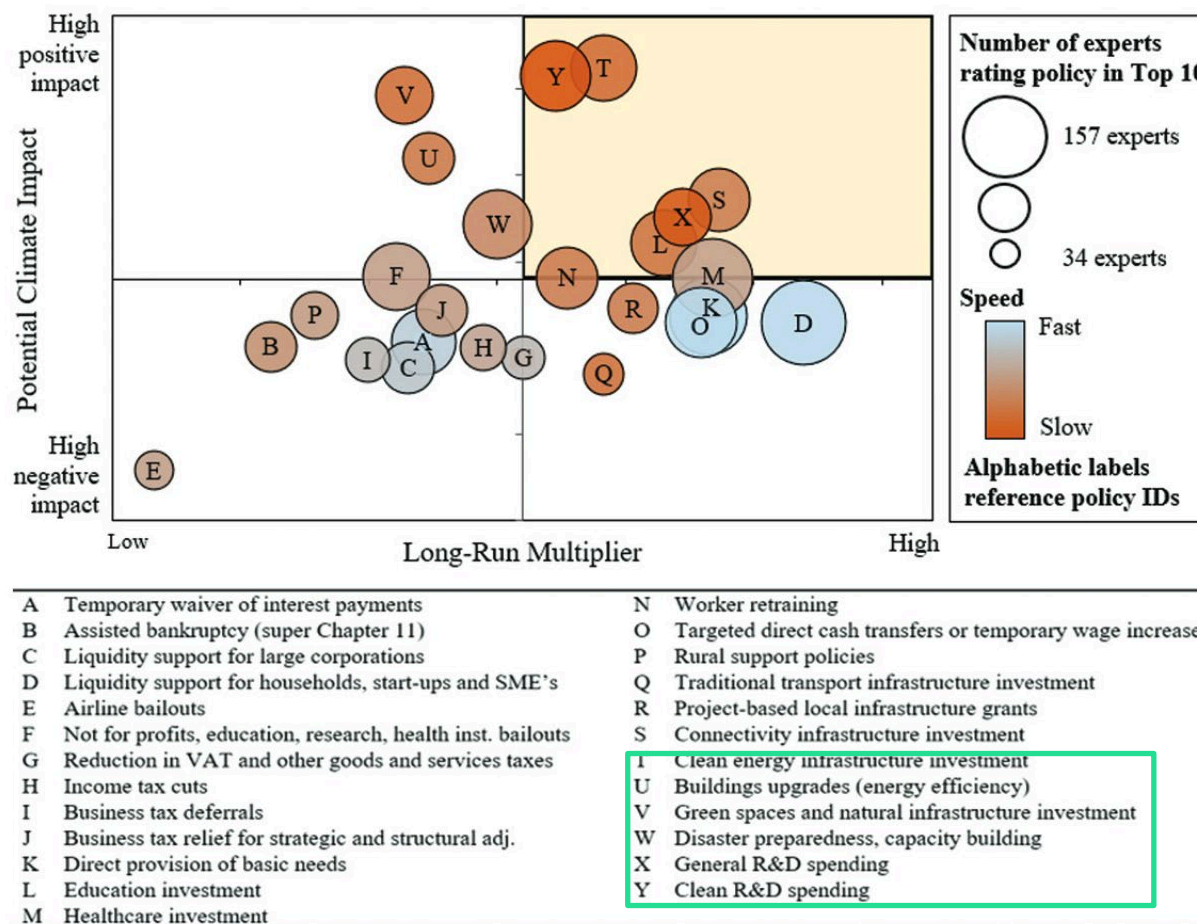 High
positive
impact
Potential Climate Impact
High
negative
impact
Low
Long-Run Multiplier
High
Y
T
V
U
W
S
X
L
F
N
M
P
J
R
K
O
D
B
A
H
I
C
G
Q
E
Number of experts
rating policy in Top 10
157 experts
34 experts
Speed
Fast
Slow
Alphabetic labels
reference policy IDs
A Temporary waiver of interest payments
B Assisted bankruptcy (super Chapter 11)
C Liquidity support for large corporations
D Liquidity support for households, start-ups and SME's
E Airline bailouts
F Not for profits, education, research, health inst. bailouts
G Reduction in VAT and other goods and services taxes
H Income tax cuts
I Business tax deferrals
J Business tax relief for strategic and structural adj.
K Direct provision of basic needs
L Education investment
M Healthcare investment
N Worker retraining
O Targeted direct cash transfers or temporary wage increase
P Rural support policies
Q Traditional transport infrastructure investment
R Project-based local infrastructure grants
S Connectivity infrastructure investment
T Clean energy infrastructure investment
U Buildings upgrades (energy efficiency)
V Green spaces and natural infrastructure investment
W Disaster preparedness, capacity building
X General R&D spending
Y Clean R&D spending